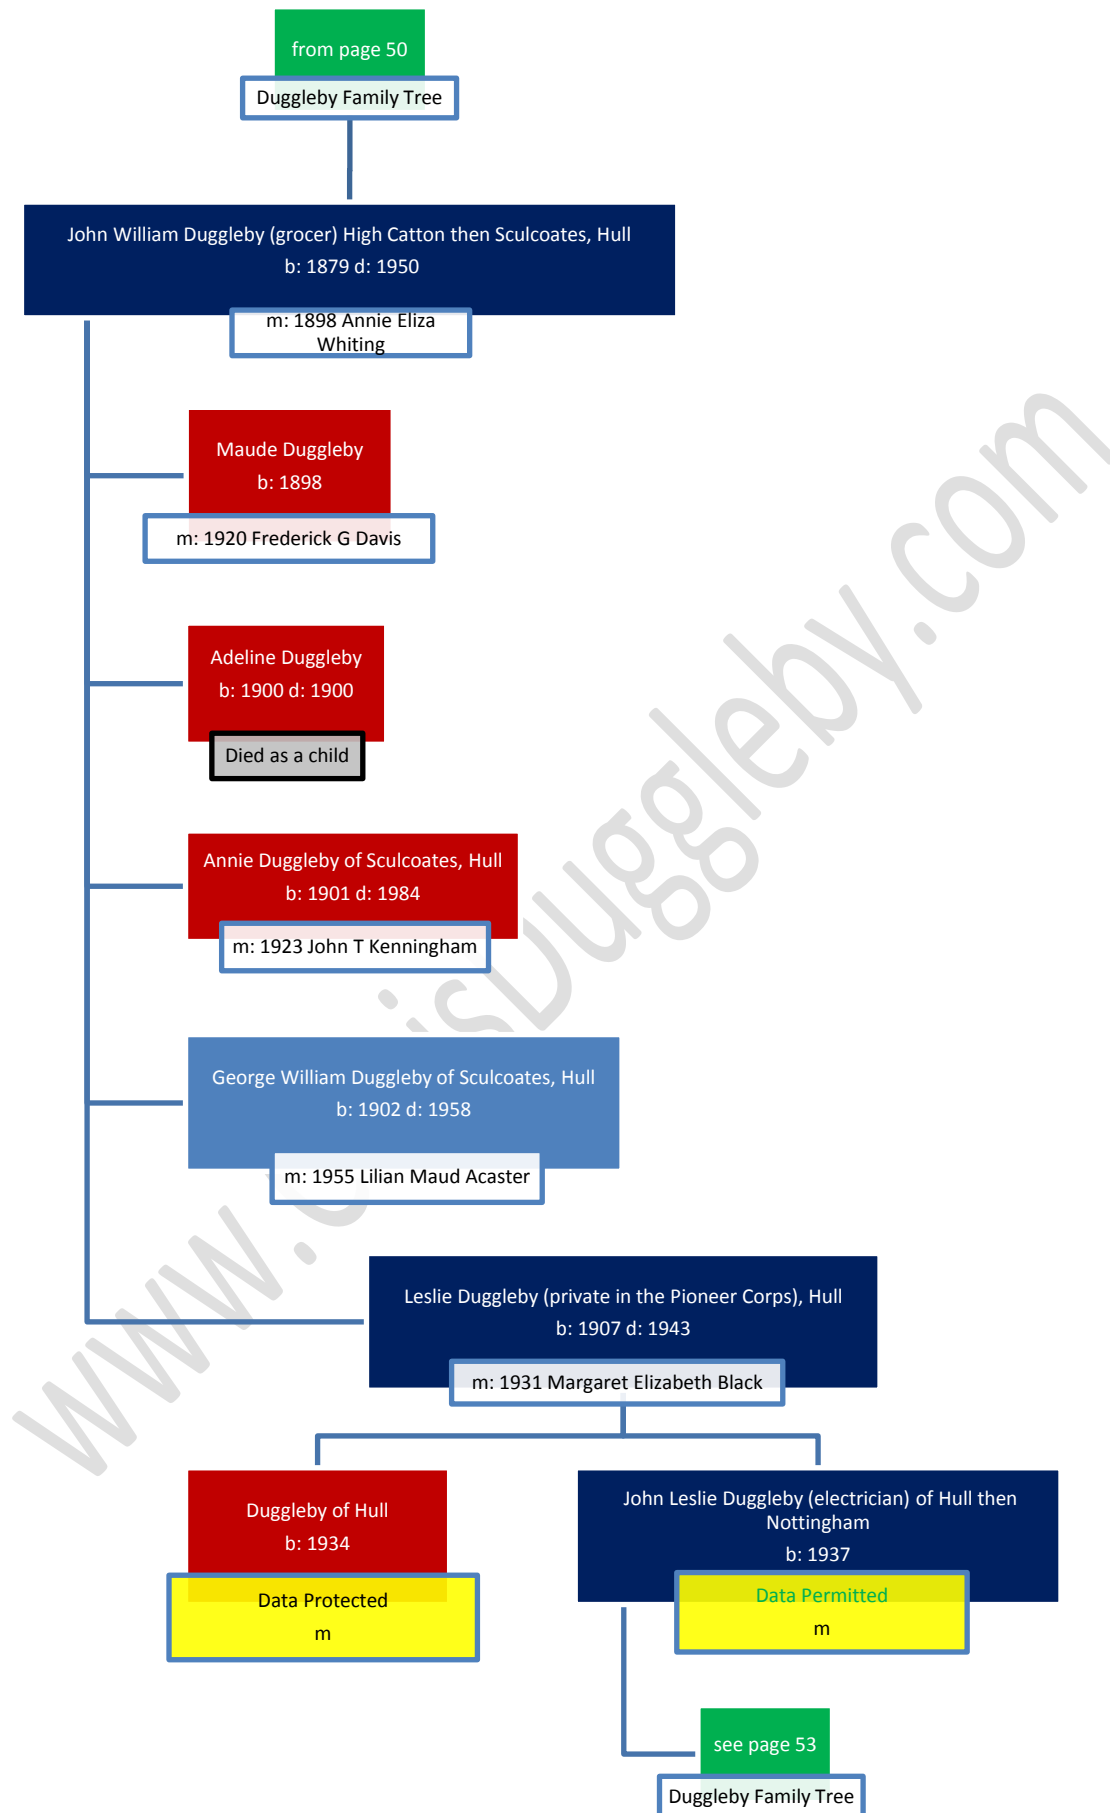 from page 50
Duggleby Family Tree
John William Duggleby (grocer) High Catton then Sculcoates, Hull
b: 1879 d: 1950
m: 1898 Annie Eliza
Whiting
Maude Duggleby
b: 1898
m: 1920 Frederick G Davis
Adeline Duggleby
b: 1900 d: 1900
Died as a child
Annie Duggleby of Sculcoates, Hull
b: 1901 d: 1984
m: 1923 John T Kenningham
George William Duggleby of Sculcoates, Hull
b: 1902 d: 1958
m: 1955 Lilian Maud Acaster
Leslie Duggleby (private in the Pioneer Corps), Hull
b: 1907 d: 1943
m: 1931 Margaret Elizabeth Black
Duggleby of Hull
b: 1934
Data Protected
m
John Leslie Duggleby (electrician) of Hull then
Nottingham
b: 1937
Data Permitted
m
see page 53
Duggleby Family Tree